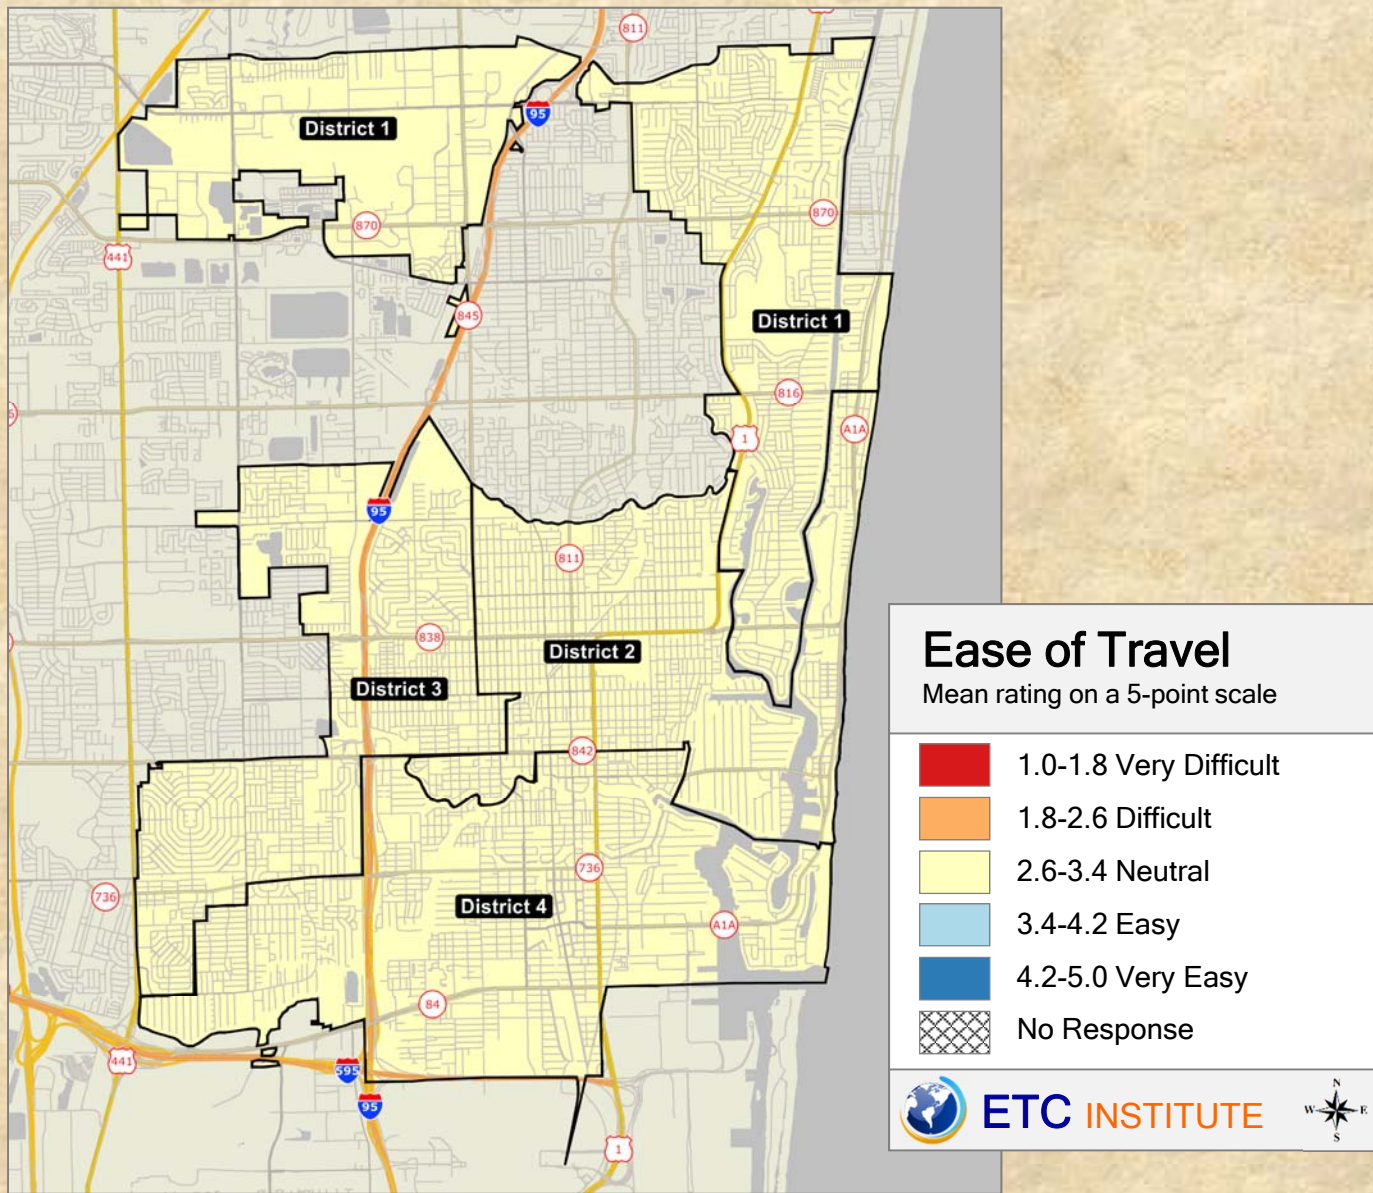 811
95
District 1
870
870
441
845
District 1
816
6
A1A
1
95
811
838
District 2
District 3
842
736
736
District 4
A1A
84
441
595
95
1
Ease of Travel
Mean rating on a 5-point scale
1.0-1.8 Very Difficult
1.8-2.6 Difficult
2.6-3.4 Neutral
3.4-4.2 Easy
4.2-5.0 Very Easy
No Response
ETC INSTITUTE
N
W E
S